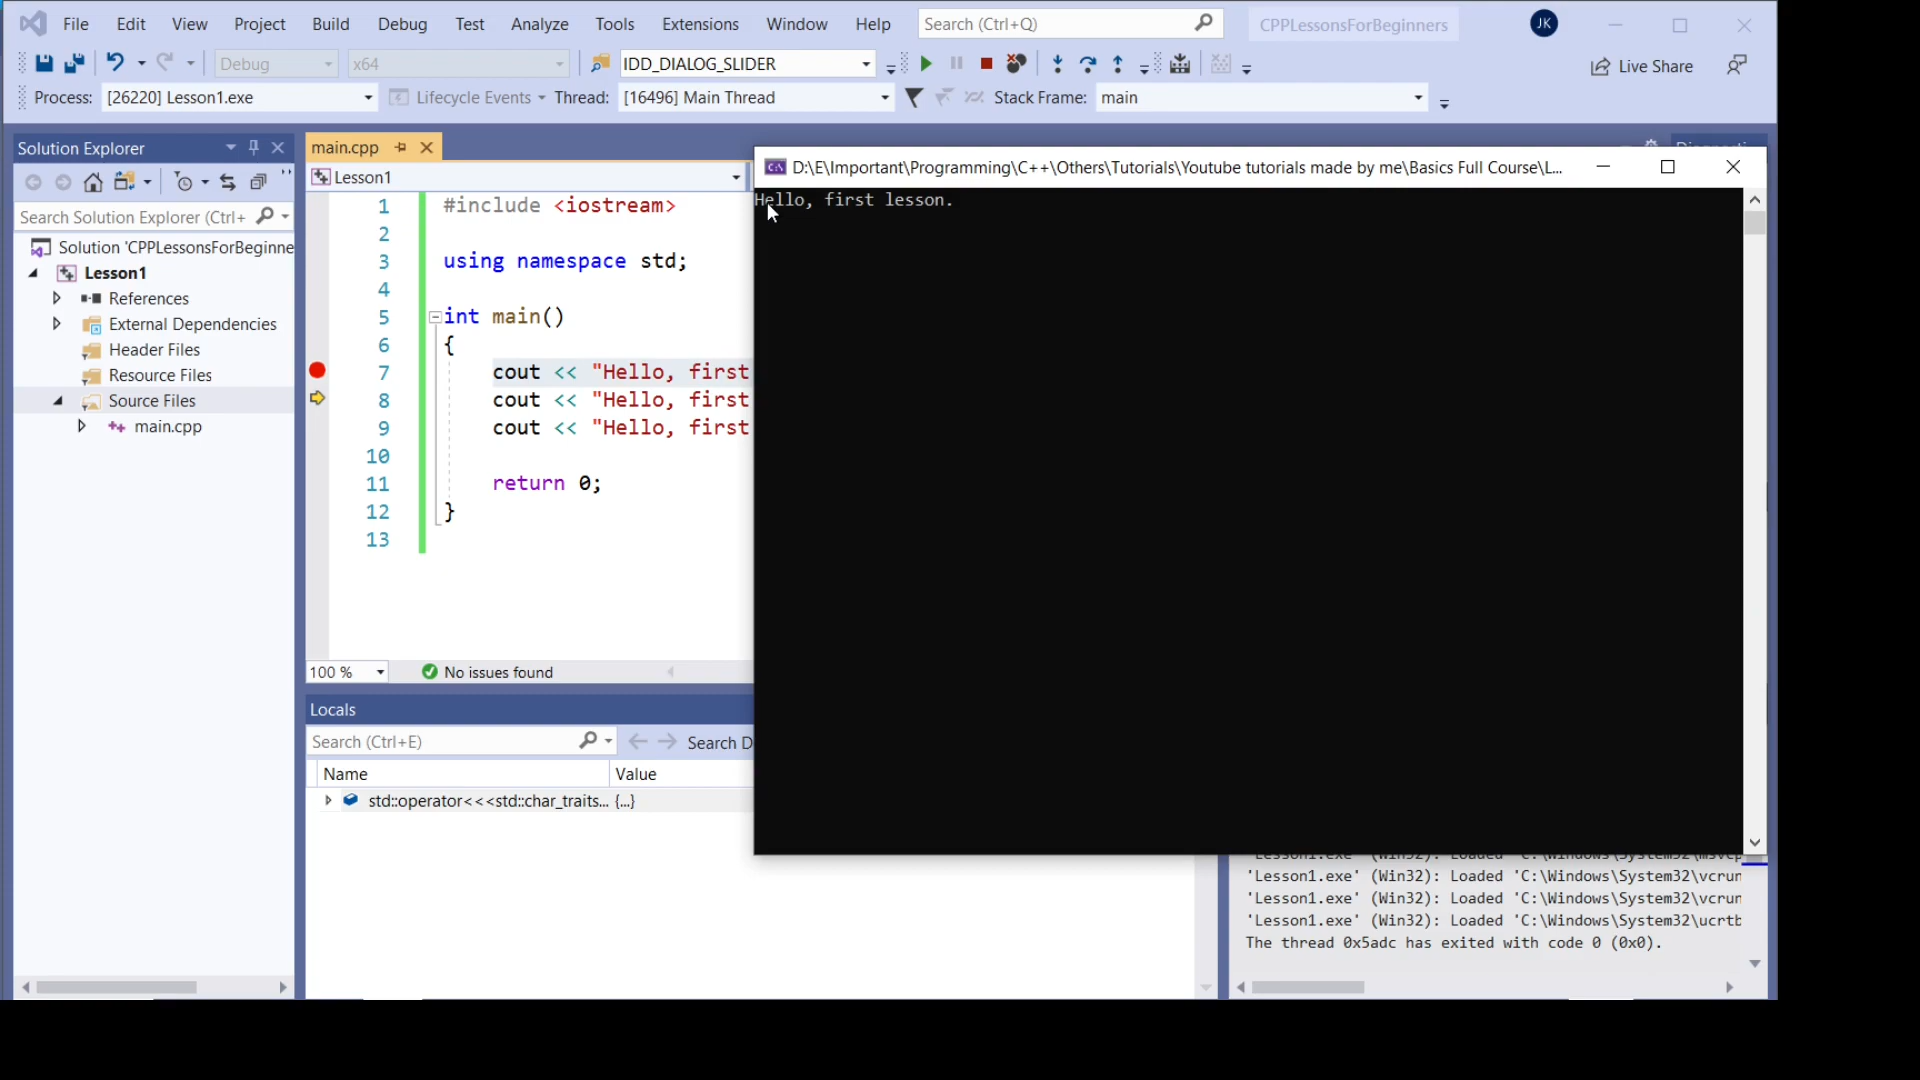 File Edit View Project Build Debug Test Analyze Tools Extensions Window Help Search (Ctrl+Q) CPPLessonsForBeginners JK
Debug x64 IDD_DIALOG_SLIDER Live Share
Process: [26220] Lesson1.exe Lifecycle Events Thread: [16496] Main Thread Stack Frame: main
Solution Explorer
Search Solution Explorer (Ctrl+
Solution 'CPPLessonsForBeginne
Lesson1
References
External Dependencies
Header Files
Resource Files
Source Files
main.cpp
main.cpp
Lesson1
1 #include <iostream>
2
3 using namespace std;
4
5 int main()
6 {
7 cout << "Hello, first
8 cout << "Hello, first
9 cout << "Hello, first
10
11 return 0;
12 }
13
100 % No issues found
Locals
Search (Ctrl+E) Search D
Name Value
std::operator<<<std::char_traits... {...}
D:\E\Important\Programming\C++\Others\Tutorials\Youtube tutorials made by me\Basics Full Course\L...
Hello, first lesson.
'Lesson1.exe' (Win32): Loaded 'C:\Windows\System32\vcrun
'Lesson1.exe' (Win32): Loaded 'C:\Windows\System32\vcrun
'Lesson1.exe' (Win32): Loaded 'C:\Windows\System32\ucrtb
The thread 0x5adc has exited with code 0 (0x0).